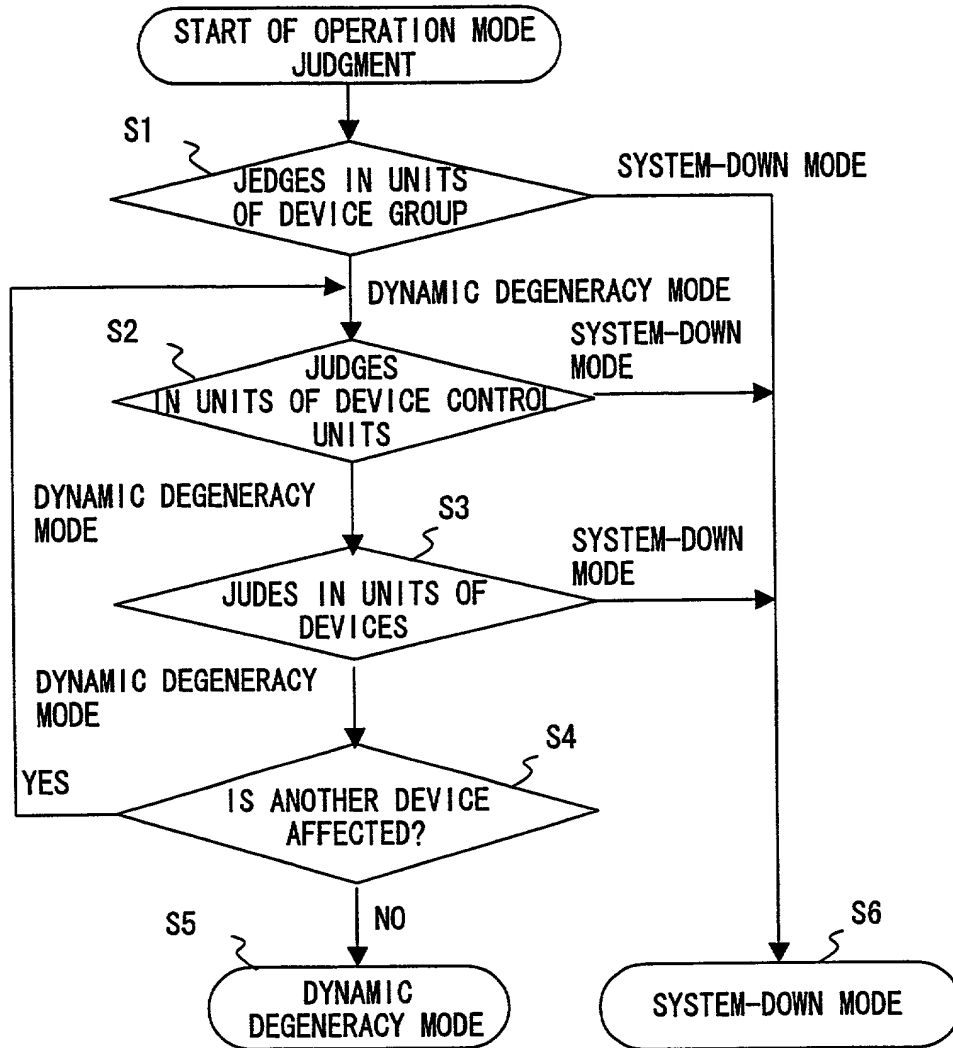 START OF OPERATION MODE
JUDGMENT
S1
JEDGES IN UNITS
OF DEVICE GROUP
SYSTEM-DOWN MODE
DYNAMIC DEGENERACY MODE
S2
JUDGES
IN UNITS OF DEVICE CONTROL
UNITS
SYSTEM-DOWN
MODE
DYNAMIC DEGENERACY
MODE
S3
JUDES IN UNITS OF
DEVICES
SYSTEM-DOWN
MODE
DYNAMIC DEGENERACY
MODE
S4
IS ANOTHER DEVICE
AFFECTED?
YES
NO
S5
DYNAMIC
DEGENERACY MODE
S6
SYSTEM-DOWN MODE